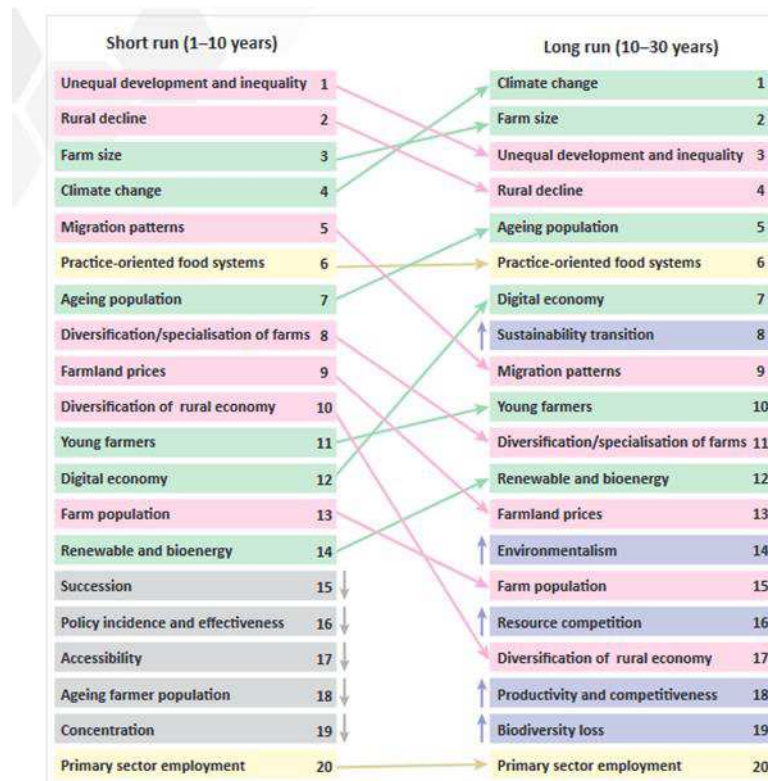 Short run (1–10 years)
Unequal development and inequality 1
Rural decline 2
Farm size 3
Climate change 4
Migration patterns 5
Practice-oriented food systems 6
Ageing population 7
Diversification/specialisation of farms 8
Farmland prices 9
Diversification of rural economy 10
Young farmers 11
Digital economy 12
Farm population 13
Renewable and bioenergy 14
Succession 15
Policy incidence and effectiveness 16
Accessibility 17
Ageing farmer population 18
Concentration 19
Primary sector employment 20
Long run (10–30 years)
Climate change 1
Farm size 2
Unequal development and inequality 3
Rural decline 4
Ageing population 5
Practice-oriented food systems 6
Digital economy 7
Sustainability transition 8
Migration patterns 9
Young farmers 10
Diversification/specialisation of farms 11
Renewable and bioenergy 12
Farmland prices 13
Environmentalism 14
Farm population 15
Resource competition 16
Diversification of rural economy 17
Productivity and competitiveness 18
Biodiversity loss 19
Primary sector employment 20